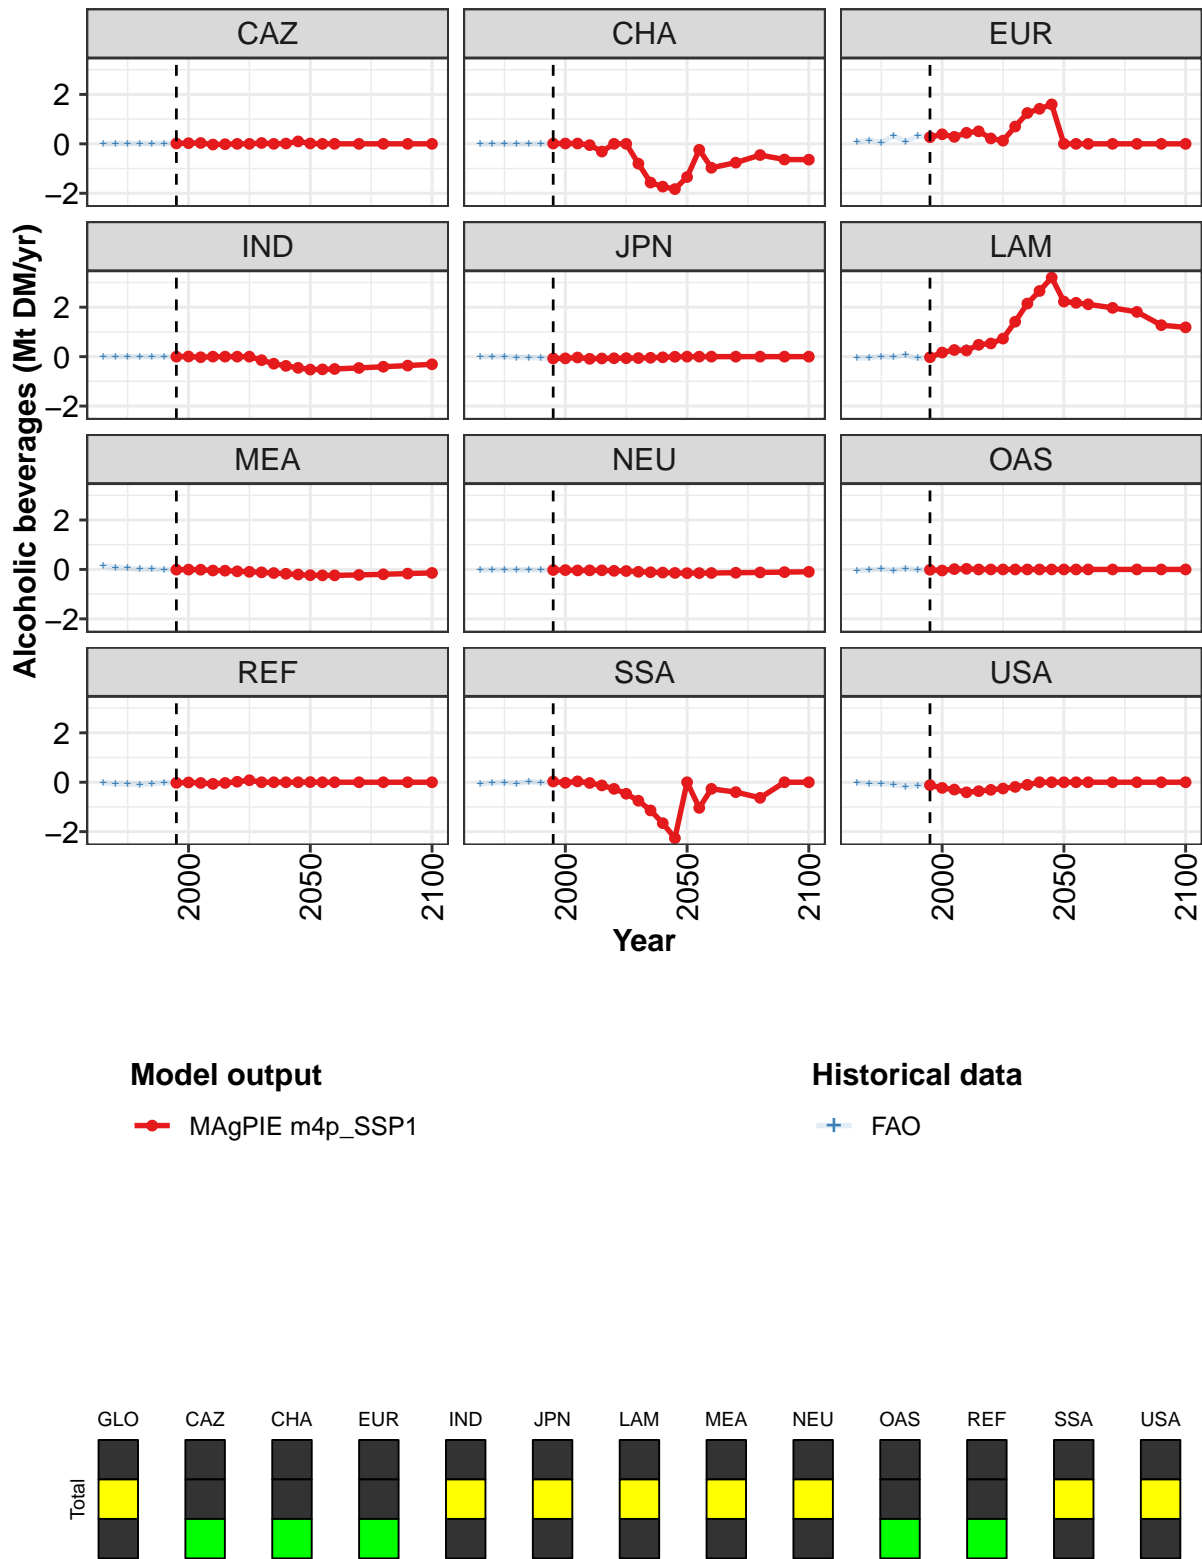 CAZ CHA EUR
2
0
−2
IND JPN LAM
2
0
−2
MEA NEU OAS
2
0
−2
REF SSA USA
2
0
−2
Alcoholic beverages (Mt DM/yr)
2000 2050 2100 2000 2050 2100 2000 2050 2100
Year
Model output
MAgPIE m4p_SSP1
Historical data
FAO
GLO CAZ CHA EUR IND JPN LAM MEA NEU OAS REF SSA USA
Total